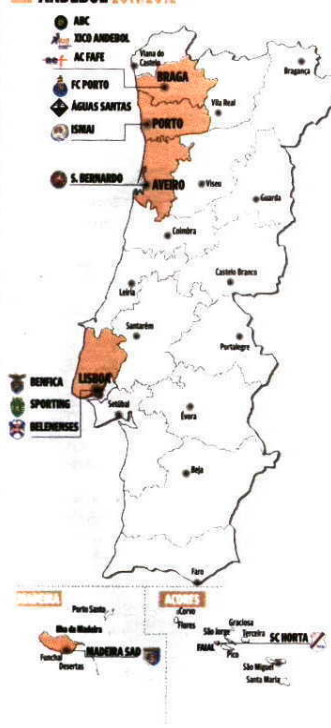 ANDEBOL 2011/2012
ABC
XICO ANDEBOL
AC FAFE
FC PORTO
ÁGUAS SANTAS
ISMAI
S. BERNARDO
Viana do
Castelo
BRAGA
Bragança
Vila Real
PORTO
AVEIRO
Viseu
Guarda
Coimbra
Castelo Branco
Leiria
Santarém
Portalegre
BENFICA
SPORTING
BELENENSES
LISBOA
Setúbal
Évora
Beja
Faro
MADEIRA
Porto Santo
Ilha da Madeira
Funchal
Desertas
MADEIRA SAD
AÇORES
Corvo
Flores
Graciosa
São Jorge
Terceira
FAIAL
Pico
SC HORTA
São Miguel
Santa Maria